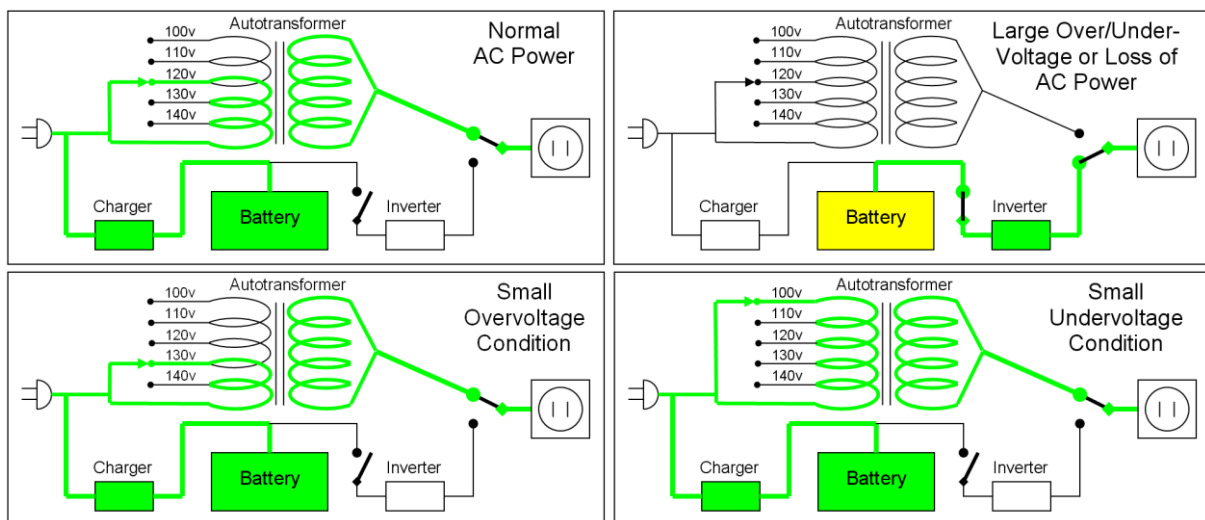 Autotransformer
Normal
AC Power
100v
110v
120v
130v
140v
Charger
Battery
Inverter
Autotransformer
Large Over/Under-
Voltage or Loss of
AC Power
100v
110v
120v
130v
140v
Charger
Battery
Inverter
Autotransformer
Small
Overvoltage
Condition
100v
110v
120v
130v
140v
Charger
Battery
Inverter
Autotransformer
Small
Undervoltage
Condition
100v
110v
120v
130v
140v
Charger
Battery
Inverter